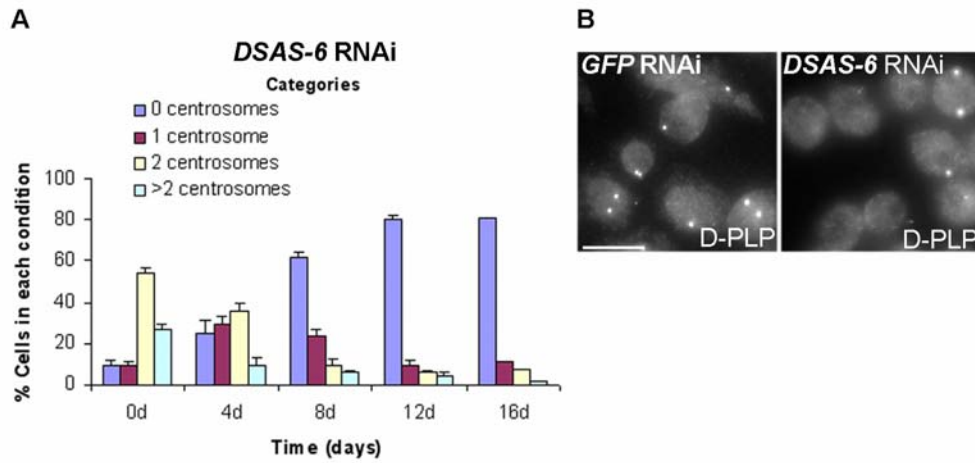 A
B
DSAS-6 RNAi
Categories
0 centrosomes
1 centrosome
2 centrosomes
>2 centrosomes
% Cells in each condition
100
80
60
40
20
0
0d 4d 8d 12d 16d
Time (days)
GFP RNAi
D-PLP
DSAS-6 RNAi
D-PLP